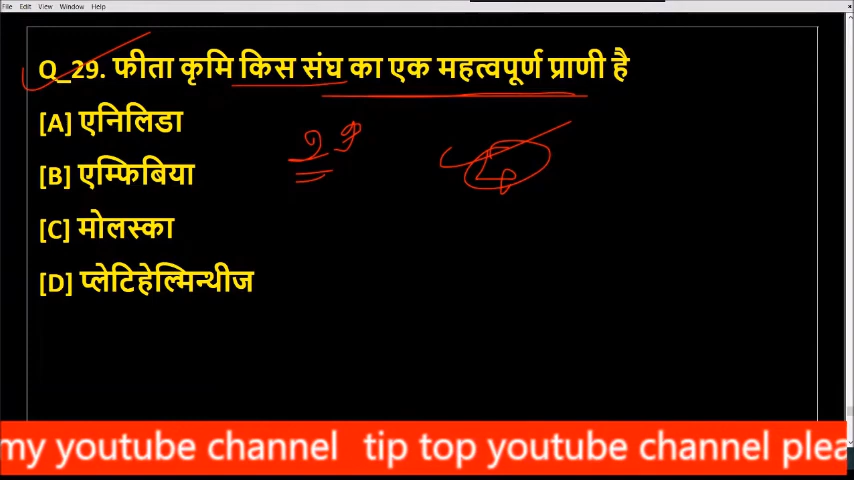 File Edit View Window Help
Q_29. फीता कृमि किस संघ का एक महत्वपूर्ण प्राणी है
[A] एनिलिडा
[B] एम्फिबिया
[C] मोलस्का
[D] प्लेटिहेल्मिन्थीज
my youtube channel tip top youtube channel plea